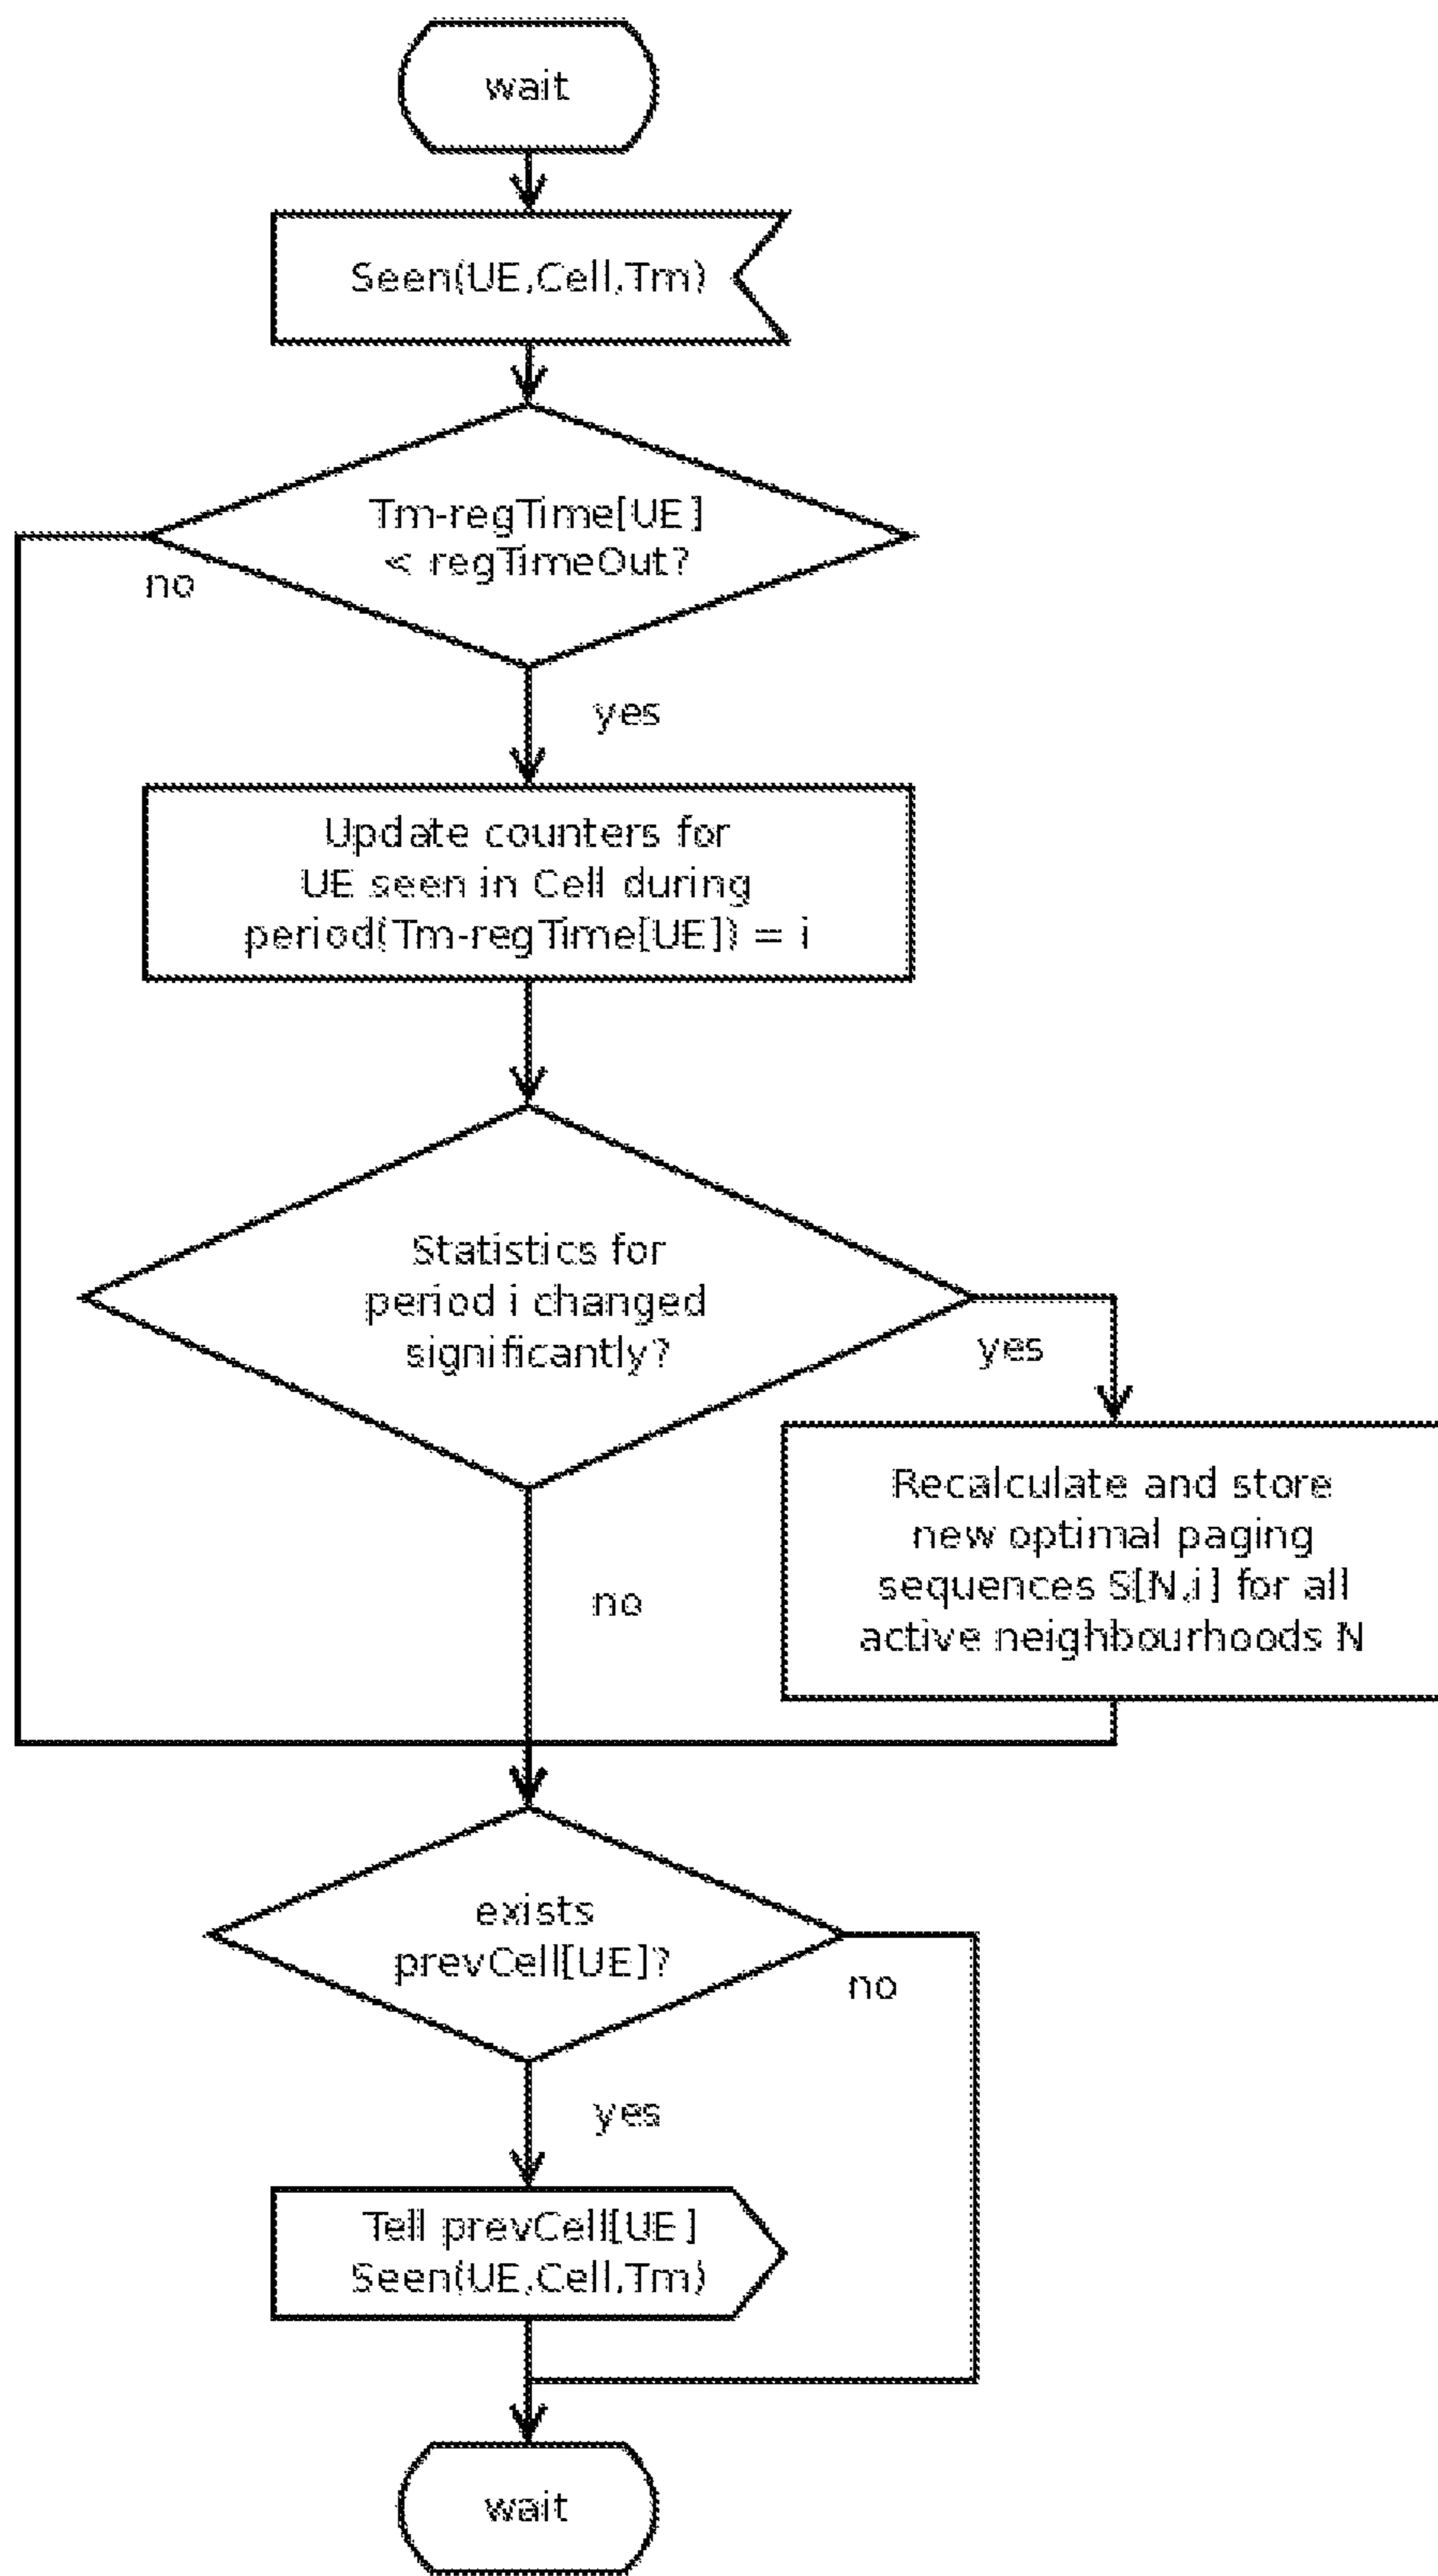 wait
Seen(UE,Cell,Tm)
Tm-regTime[UE]
< regTimeOut?
no
yes
Update counters for
UE seen in Cell during
period(Tm-regTime[UE]) = i
Statistics for
period i changed
significantly?
yes
Recalculate and store
new optimal paging
sequences S[N,i] for all
active neighbourhoods N
no
exists
prevCell[UE]?
no
yes
Tell prevCell[UE]
Seen(UE,Cell,Tm)
wait